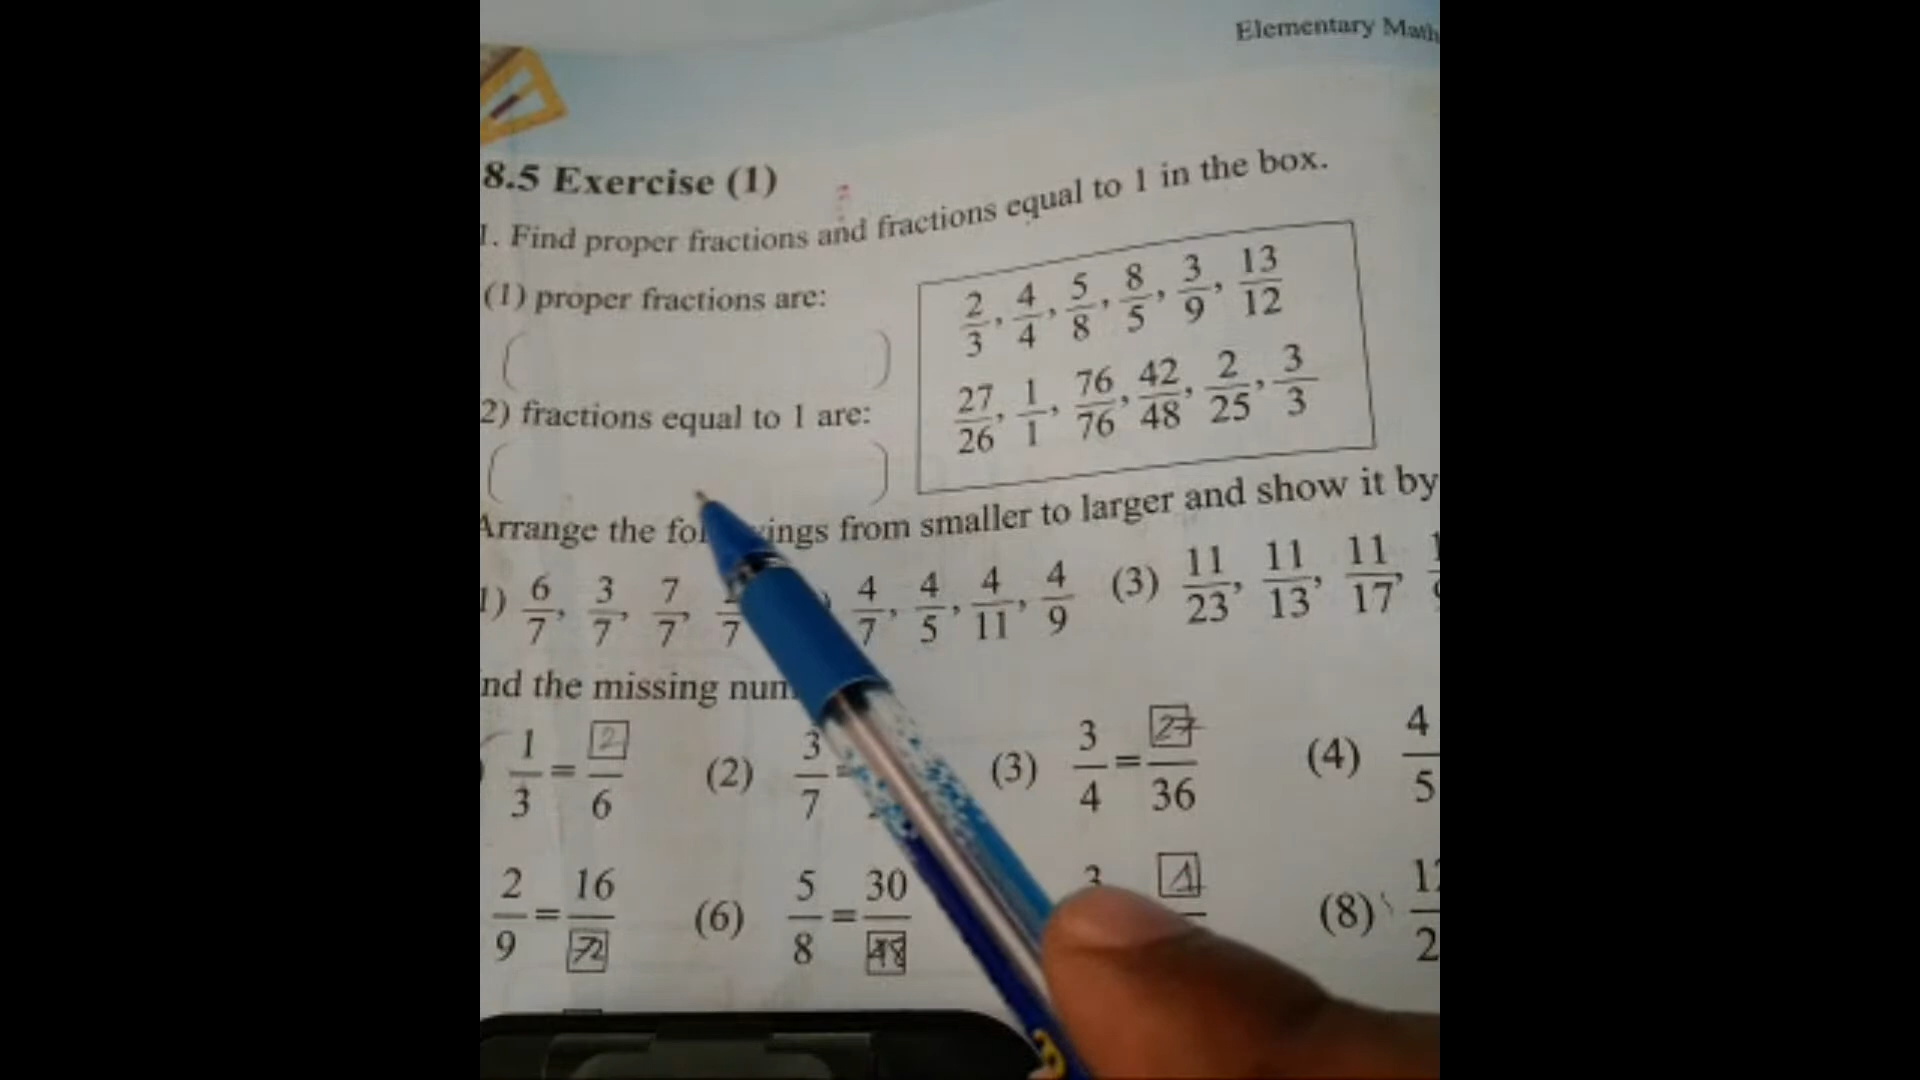 Elementary Math
8.5 Exercise (1)
1. Find proper fractions and fractions equal to 1 in the box.
(1) proper fractions are:
( )
2/3, 4/4, 5/8, 8/5, 3/9, 13/12
27/26, 1/1, 76/76, 42/48, 2/25, 3/3
2) fractions equal to 1 are:
( )
Arrange the from smaller to larger and show it by
1) 6/7, 3/7, 7/7, /7 4/7, 4/5, 4/11, 4/9 (3) 11/23, 11/13, 11/17,
nd the missing
1/3 = 2/6 (2) 3/7 = (3) 3/4 = 27/36 (4) 4/5
2/9 = 16/72 (6) 5/8 = 30/48 3 (8)